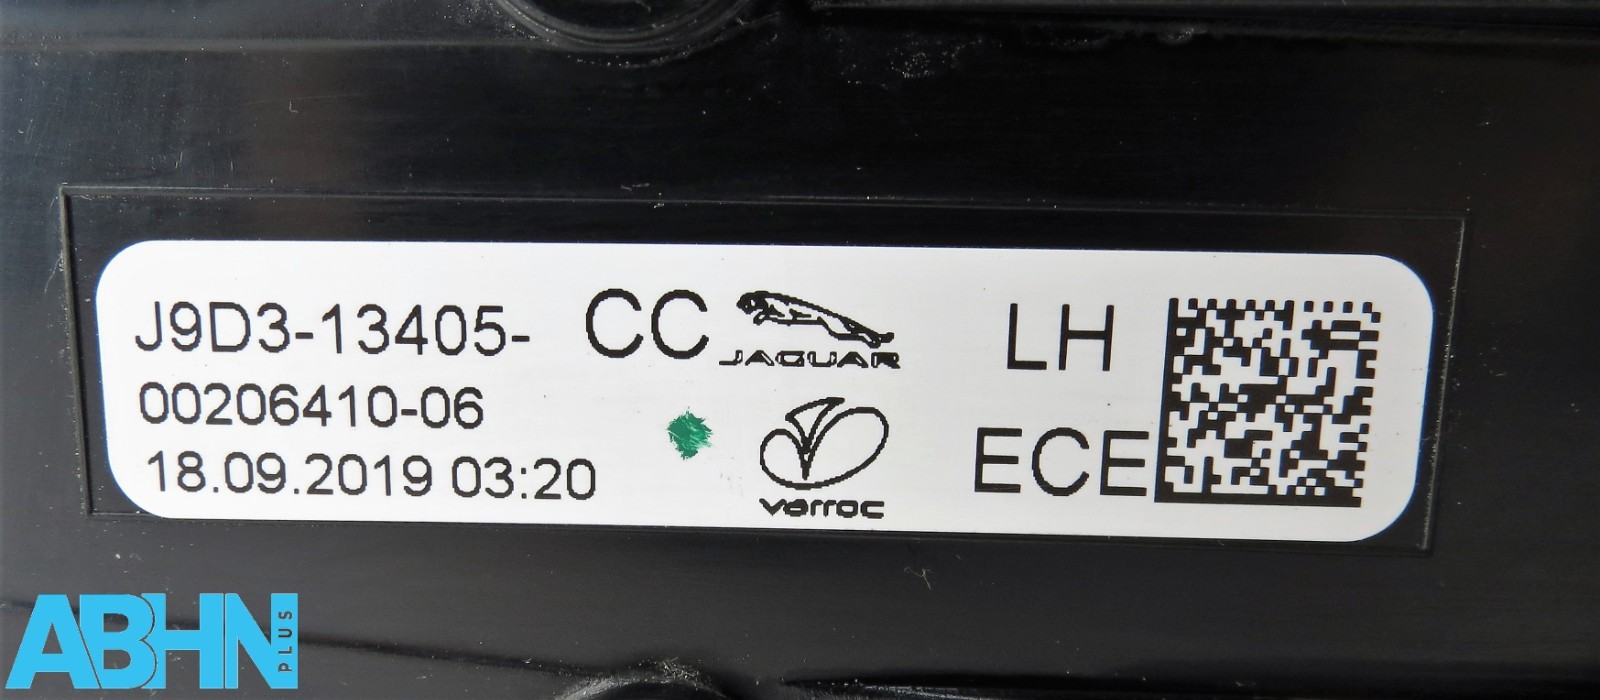 J9D3-13405- CC JAGUAR LH
00206410-06
18.09.2019 03:20 varroc ECE
ABHN PLUS